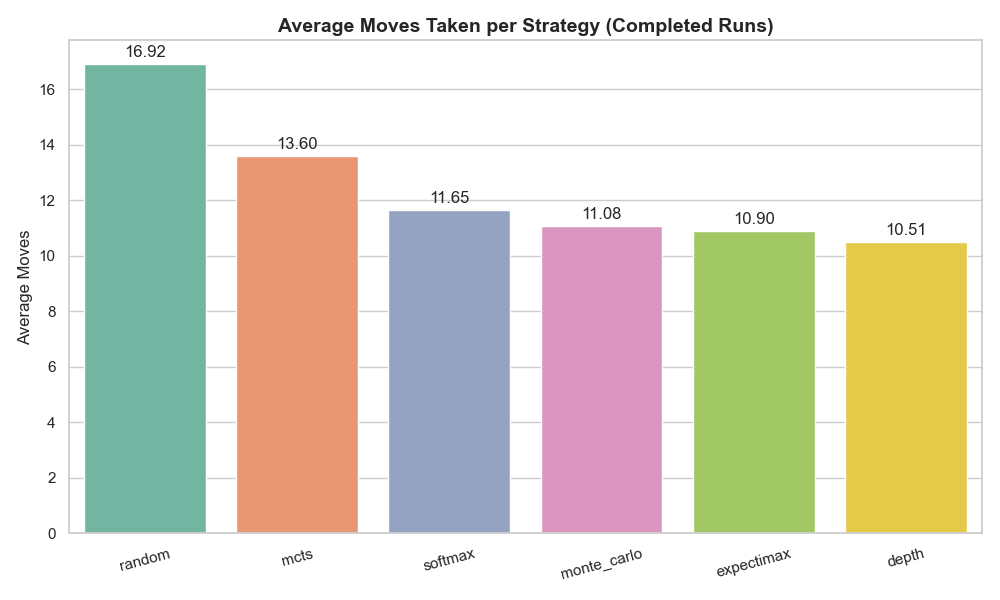 Average Moves Taken per Strategy (Completed Runs)
16.92
13.60
11.65
11.08
10.90
10.51
Average Moves
16
14
12
10
8
6
4
2
0
random
mcts
softmax
monte_carlo
expectimax
depth